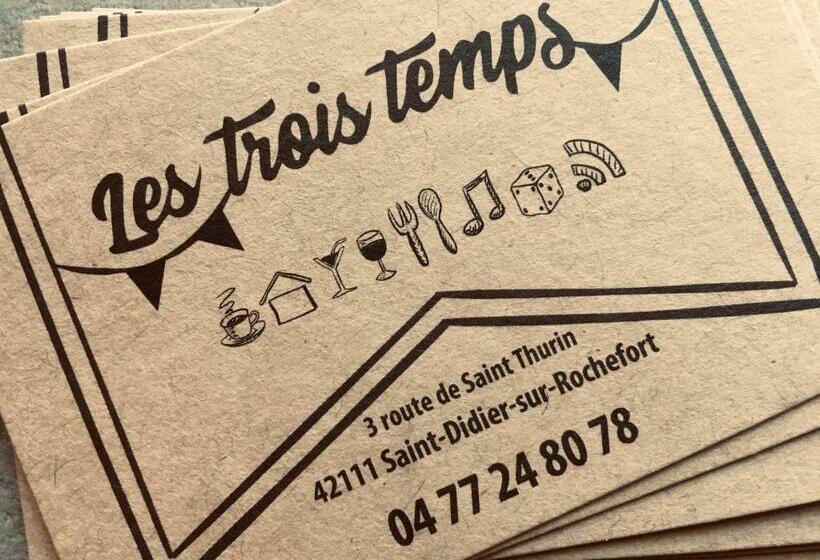 Les trois temps
3 route de Saint Thurin
42111 Saint-Didier-sur-Rochefort
04 77 24 80 78